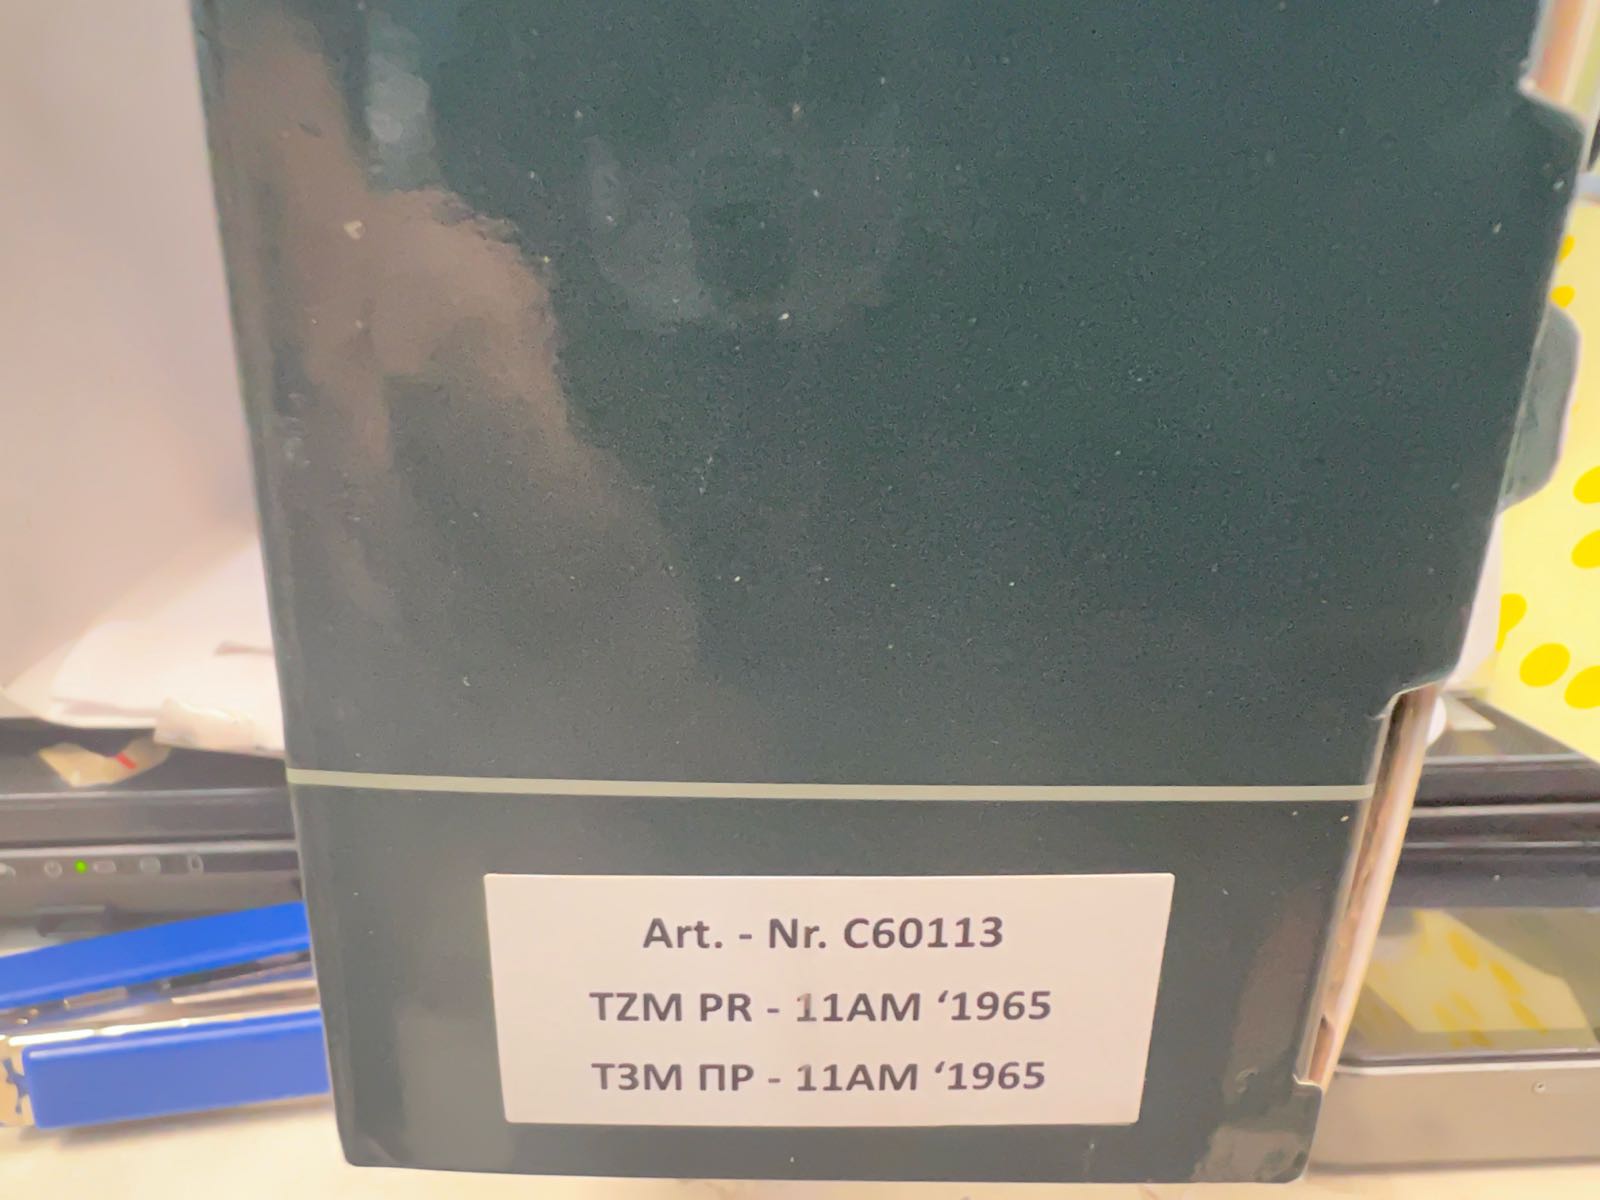 Art. - Nr. C60113
TZM PR - 11AM ‘1965
ТЗМ ПР - 11АМ ‘1965